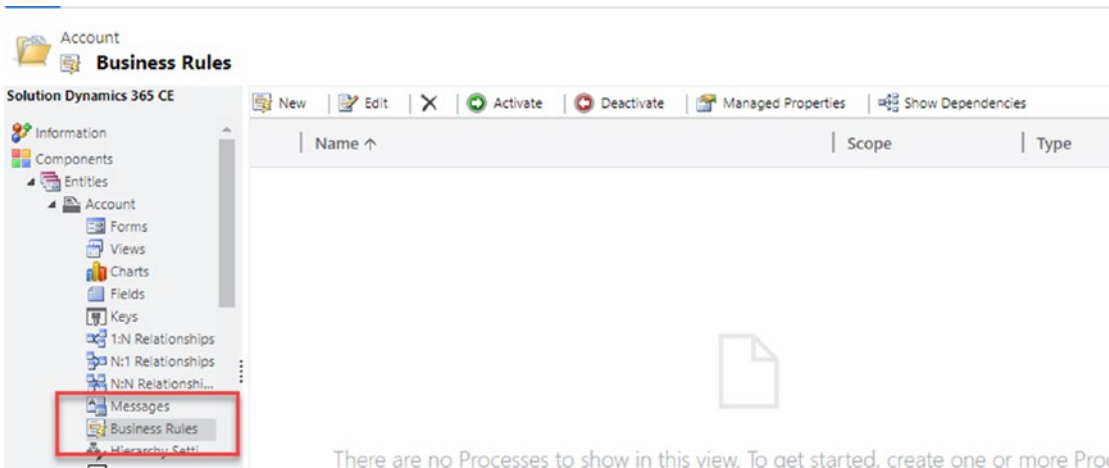 Account
Business Rules
Solution Dynamics 365 CE
New Edit Activate Deactivate Managed Properties Show Dependencies
Information
Components
Entities
Account
Forms
Views
Charts
Fields
Keys
1:N Relationships
N:1 Relationships
N:N Relationshi...
Messages
Business Rules
Hierarchy Setti
Name Scope Type
There are no Processes to show in this view. To get started, create one or more Pro